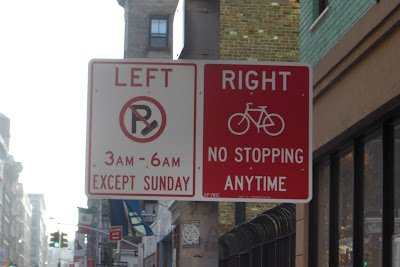 LEFT
P
3AM - 6AM
EXCEPT SUNDAY
RIGHT
NO STOPPING
ANYTIME